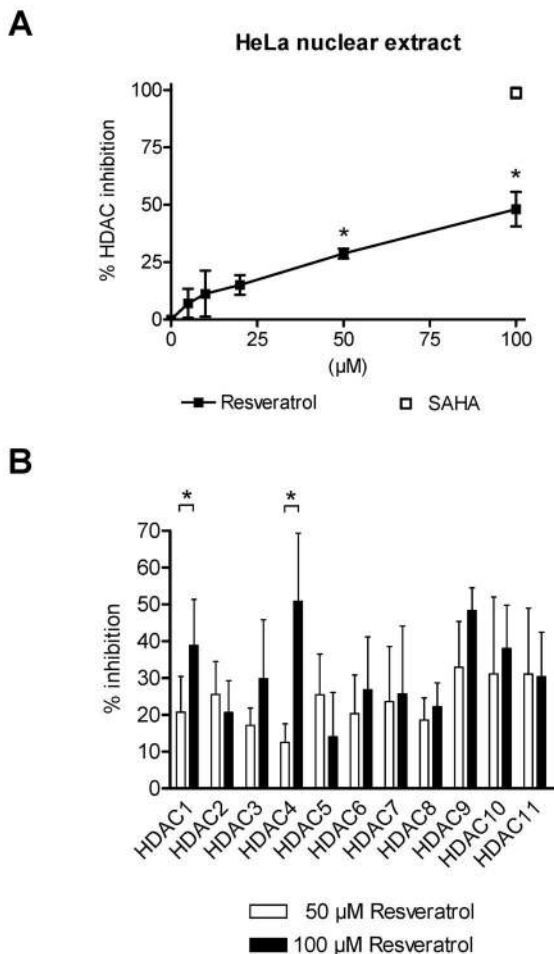 A
HeLa nuclear extract
% HDAC inhibition
100
75
50
25
0
*
*
0 25 50 75 100
(µM)
Resveratrol SAHA
B
% inhibition
70
60
50
40
30
20
10
0
*
*
HDAC1
HDAC2
HDAC3
HDAC4
HDAC5
HDAC6
HDAC7
HDAC8
HDAC9
HDAC10
HDAC11
50 µM Resveratrol
100 µM Resveratrol